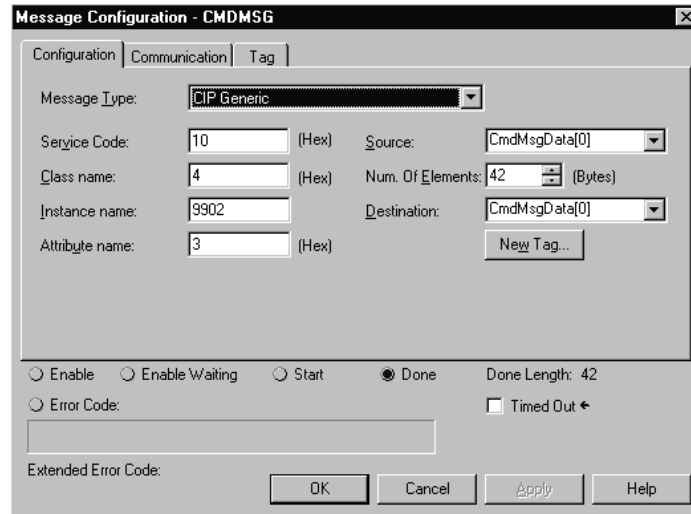 Message Configuration - CMDMSG
Configuration Communication Tag
Message Type: CIP Generic
Service Code: 10 (Hex) Source: CmdMsgData[0]
Class name: 4 (Hex) Num. Of Elements: 42 (Bytes)
Instance name: 9902 Destination: CmdMsgData[0]
Attribute name: 3 (Hex) New Tag...
Enable Enable Waiting Start Done Done Length: 42
Error Code: Timed Out ←
Extended Error Code:
OK Cancel Apply Help